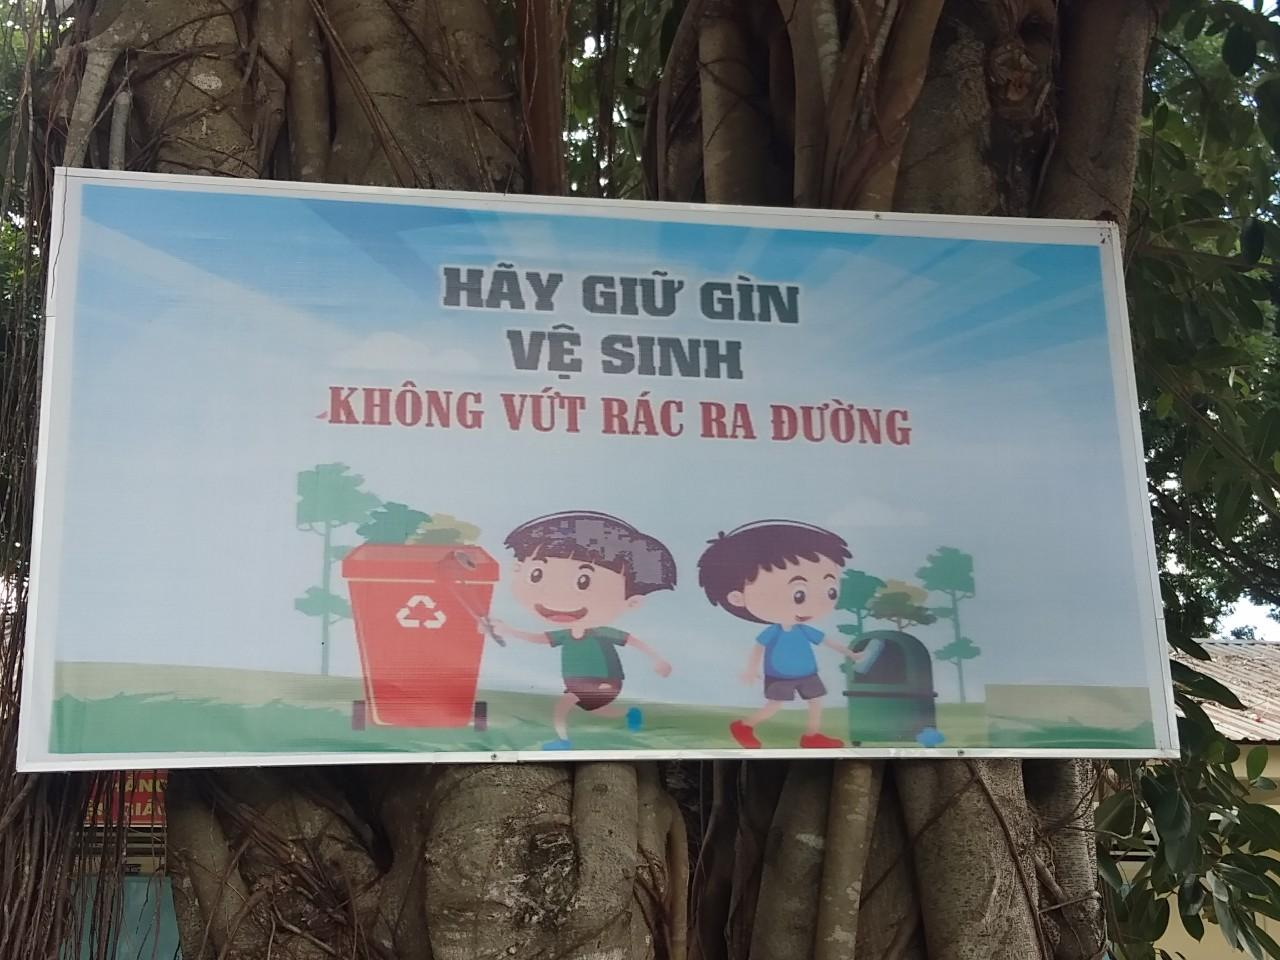 HÃY GIỮ GÌN
VỆ SINH
KHÔNG VỨT RÁC RA ĐƯỜNG